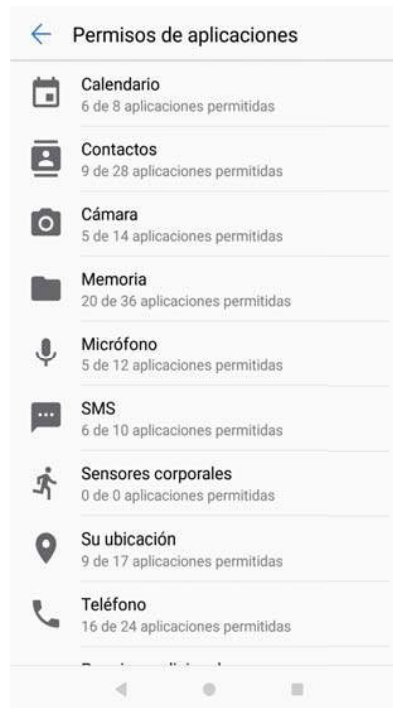 Permisos de aplicaciones
Calendario
6 de 8 aplicaciones permitidas
Contactos
9 de 28 aplicaciones permitidas
Cámara
5 de 14 aplicaciones permitidas
Memoria
20 de 36 aplicaciones permitidas
Micrófono
5 de 12 aplicaciones permitidas
SMS
6 de 10 aplicaciones permitidas
Sensores corporales
0 de 0 aplicaciones permitidas
Su ubicación
9 de 17 aplicaciones permitidas
Teléfono
16 de 24 aplicaciones permitidas